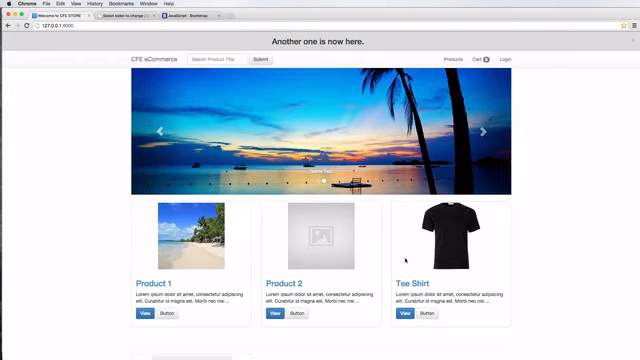 Chrome File Edit View History Bookmarks Window Help
Welcome to CFE STORE
Select slider to change
JavaScript · Bootstrap
127.0.0.1:8000
Another one is now here.
CFE eCommerce Search Product Title Submit Products Cart 0 Login
Some Text
Product 1
Lorem ipsum dolor sit amet, consectetur adipiscing
elit. Curabitur id magna est. Morbi nec nisi ...
View Button
Product 2
Lorem ipsum dolor sit amet, consectetur adipiscing
elit. Curabitur id magna est. Morbi nec nisi ...
View Button
Tee Shirt
Lorem ipsum dolor sit amet, consectetur adipiscing
elit. Curabitur id magna est. Morbi nec nisi ...
View Button